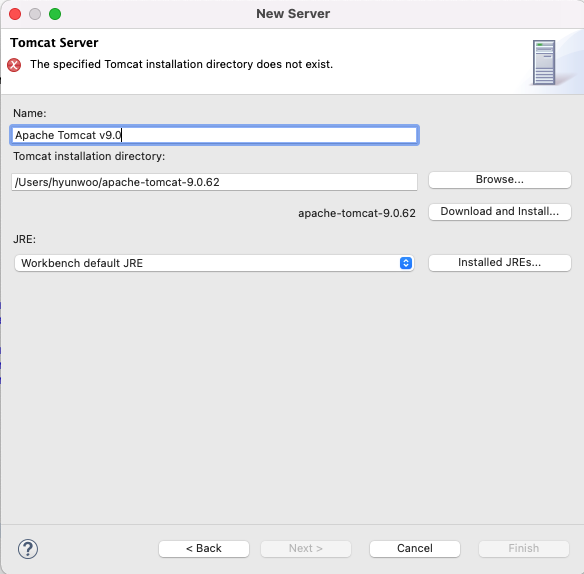 New Server
Tomcat Server
The specified Tomcat installation directory does not exist.
Name:
Apache Tomcat v9.0
Tomcat installation directory:
/Users/hyunwoo/apache-tomcat-9.0.62
Browse...
apache-tomcat-9.0.62
Download and Install...
JRE:
Workbench default JRE
Installed JREs...
?
< Back
Next >
Cancel
Finish